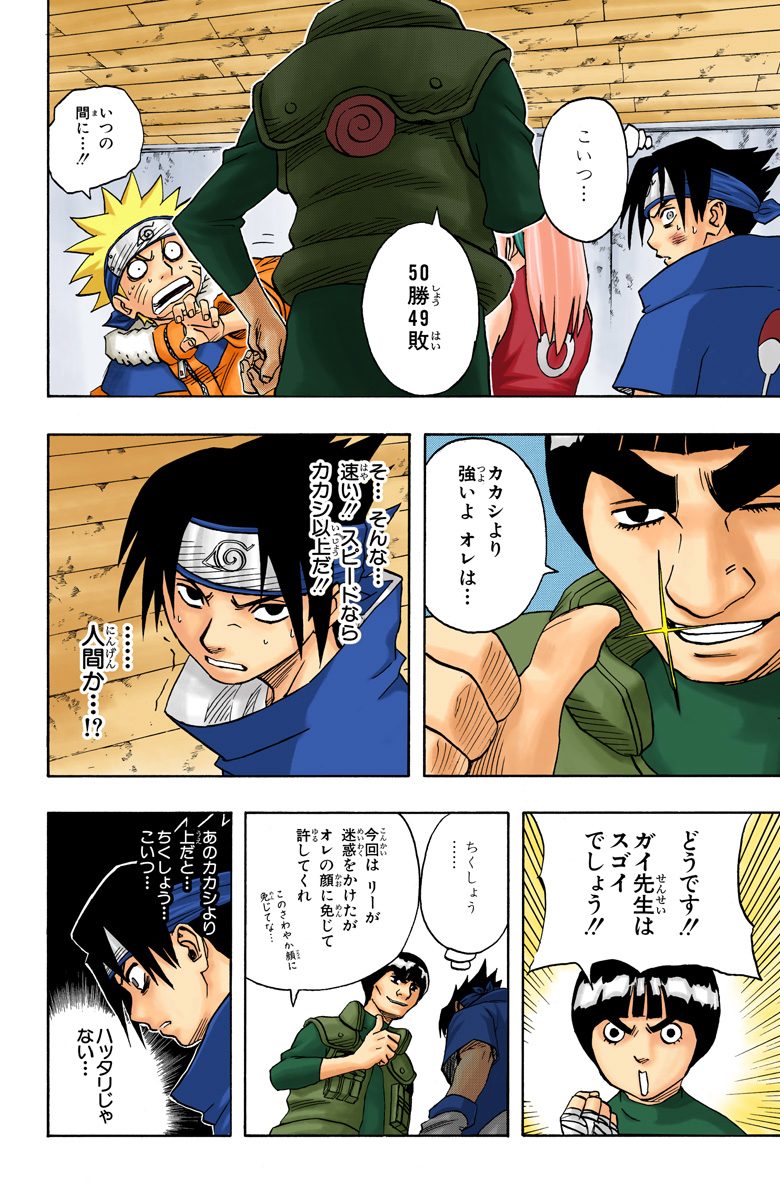 こいつ…
50勝49敗
いつの
間に…!!
カカシより
強いよ オレは…
そ… そんな…
速い!! スピードなら
カカシ以上だ!!
……
人間か…!?
どうです!!
ガイ先生は
スゴイ
でしょう!!
ちくしょう
……
今回は リーが
迷惑をかけたが
オレの顔に免じて
許してくれ
このさわやか顔に
免じてな…
あのカカシより
上だと…
ちくしょう…
こいつ…
ハッタリじゃ
ない…